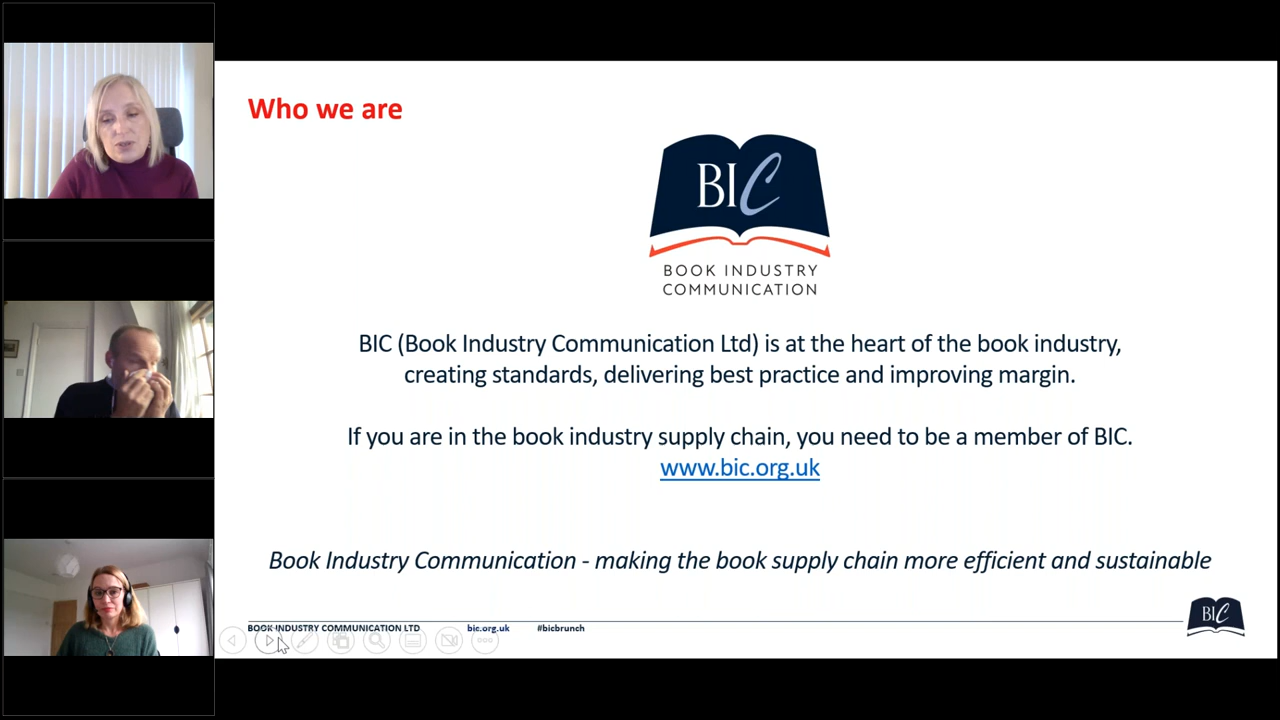 Who we are
BIC
BOOK INDUSTRY
COMMUNICATION
BIC (Book Industry Communication Ltd) is at the heart of the book industry,
creating standards, delivering best practice and improving margin.
If you are in the book industry supply chain, you need to be a member of BIC.
www.bic.org.uk
Book Industry Communication - making the book supply chain more efficient and sustainable
BOOK INDUSTRY COMMUNICATION LTD bic.org.uk #bicbrunch
BIC